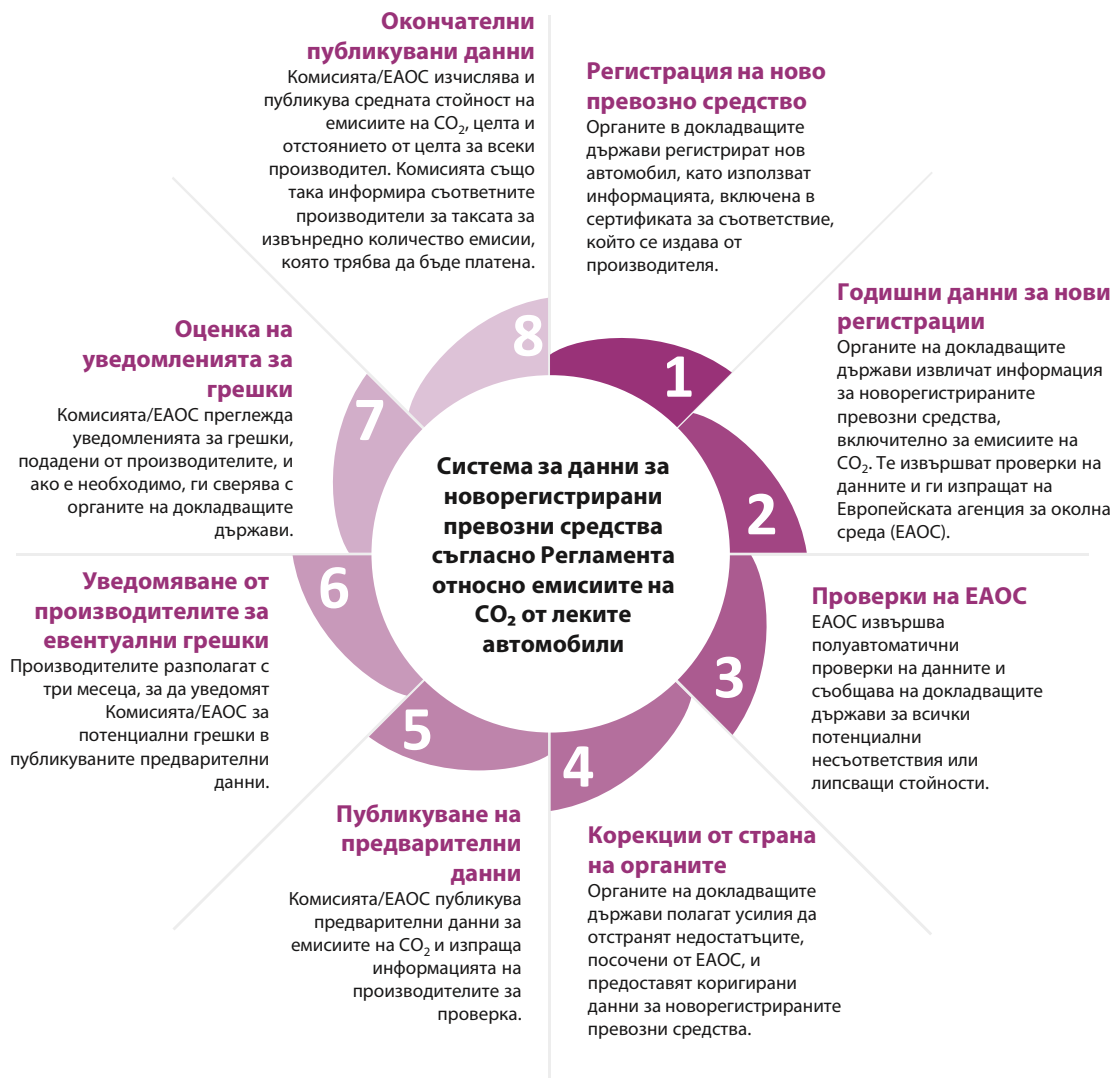 Система за данни за
новорегистрирани
превозни средства
съгласно Регламента
относно емисиите на
CO₂ от леките
автомобили
1
Регистрация на ново
превозно средство
Органите в докладващите
държави регистрират нов
автомобил, като използват
информацията, включена в
сертификата за съответствие,
който се издава от
производителя.
2
Годишни данни за нови
регистрации
Органите на докладващите
държави извличат информация
за новорегистрираните
превозни средства,
включително за емисиите на
CO₂. Те извършват проверки на
данните и ги изпращат на
Европейската агенция за околна
среда (ЕАОС).
3
Проверки на ЕАОС
ЕАОС извършва
полуавтоматични
проверки на данните и
съобщава на докладващите
държави за всички
потенциални
несъответствия или
липсващи стойности.
4
Корекции от страна
на органите
Органите на докладващите
държави полагат усилия да
отстранят недостатъците,
посочени от ЕАОС, и
предоставят коригирани
данни за новоригистрираните
превозни средства.
5
Публикуване на
предварителни
данни
Комисията/ЕАОС публикува
предварителни данни за
емисиите на CO₂ и изпраща
информацията на
производителите за
проверка.
6
Уведомяване от
производителите за
евентуални грешки
Производителите разполагат с
три месеца, за да уведомят
Комисията/ЕАОС за
потенциални грешки в
публикуваните предварителни
данни.
7
Оценка на
уведомленията за
грешки
Комисията/ЕАОС преглежда
уведомленията за грешки,
подадени от производителите, и
ако е необходимо, ги сверява с
органите на докладващите
държави.
8
Окончателни
публикувани данни
Комисията/ЕАОС изчислява и
публикува средната стойност на
емисиите на CO₂, целта и
отстоянието от целта за всеки
производител. Комисията също
така информира съответните
производители за таксата за
извънредно количество емисии,
която трябва да бъде платена.